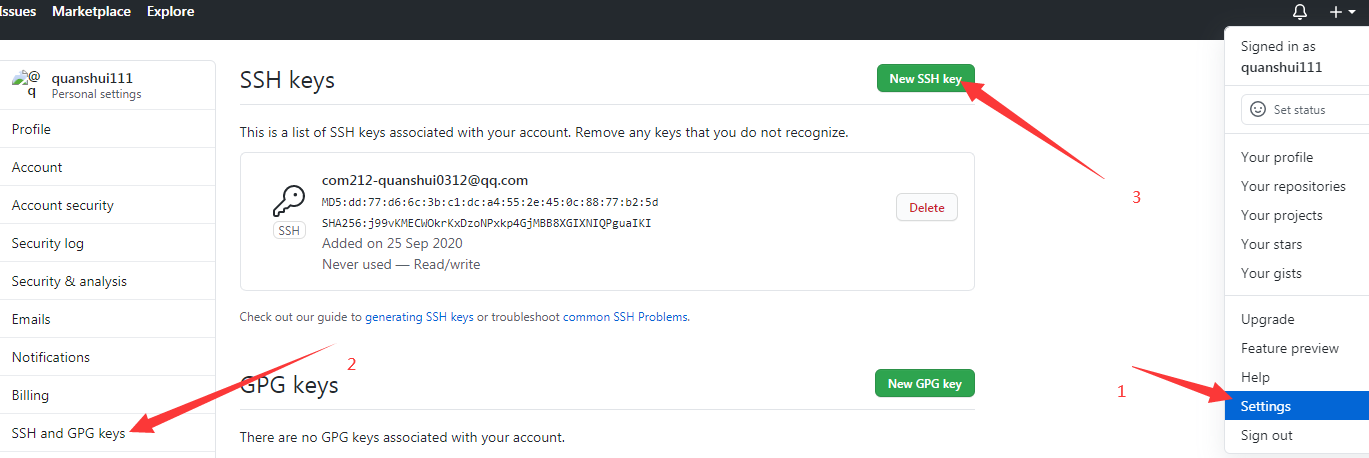 Issues Marketplace Explore
@
q
quanshui111
Personal settings
Profile
Account
Account security
Security log
Security & analysis
Emails
Notifications
Billing
SSH and GPG keys
2
SSH keys
New SSH key
This is a list of SSH keys associated with your account. Remove any keys that you do not recognize.
com212-quanshui0312@qq.com
MD5:dd:77:d6:6c:3b:c1:dc:a4:55:2e:45:0c:88:77:b2:5d
SHA256:j99vKMECWOkrKxDzoNPxkp4GjMBB8XGIXNIQPguaIKI
Added on 25 Sep 2020
Never used — Read/write
SSH
Delete
Check out our guide to generating SSH keys or troubleshoot common SSH Problems.
GPG keys
New GPG key
There are no GPG keys associated with your account.
3
1
Signed in as
quanshui111
Set status
Your profile
Your repositories
Your projects
Your stars
Your gists
Upgrade
Feature preview
Help
Settings
Sign out